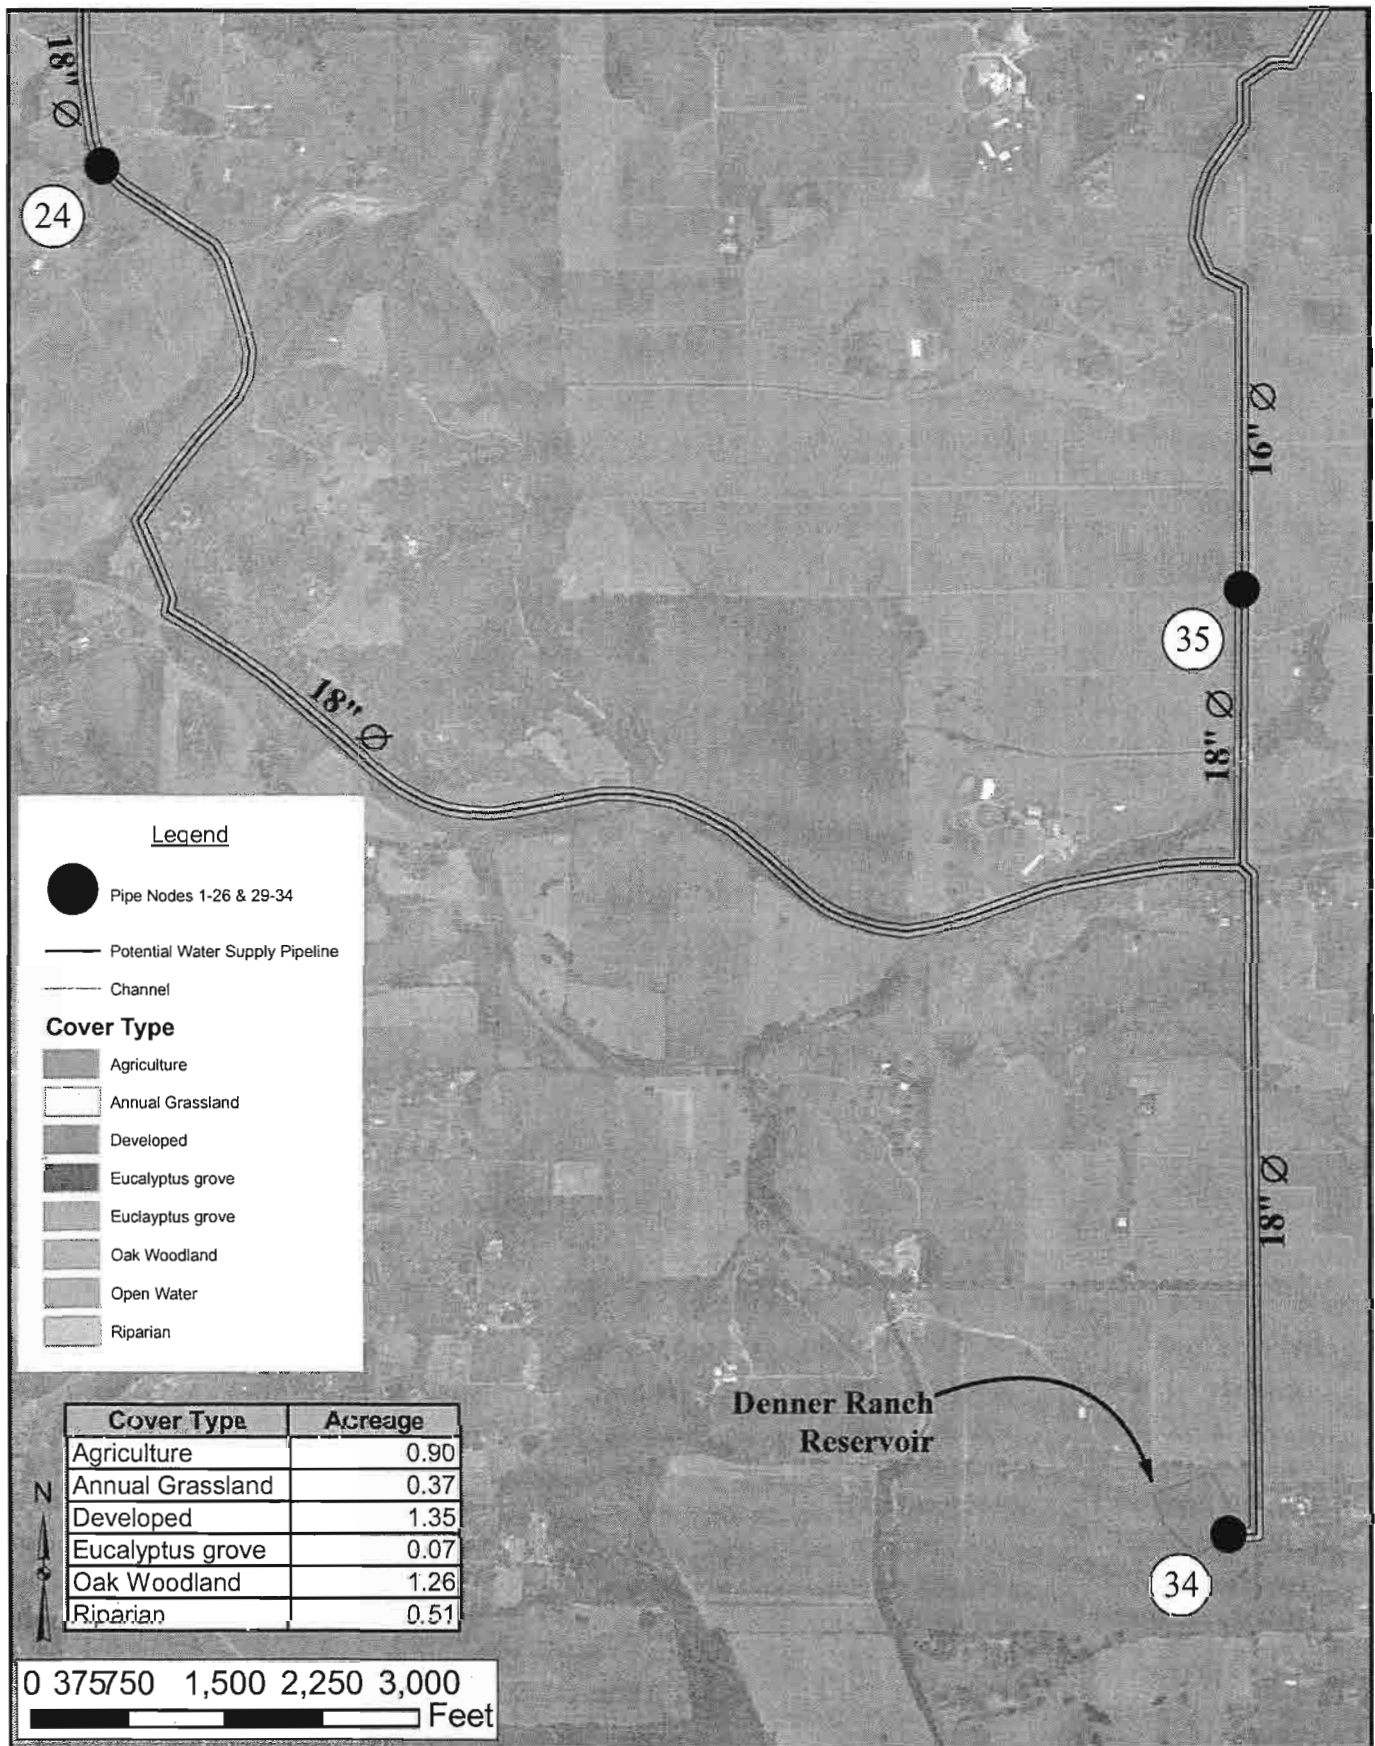 18" Ø
24
16" Ø
35
18" Ø
18" Ø
Legend
Pipe Nodes 1-26 & 29-34
Potential Water Supply Pipeline
Channel
Cover Type
Agriculture
Annual Grassland
Developed
Eucalyptus grove
Euclayptus grove
Oak Woodland
Open Water
Riparian
18" Ø
Denner Ranch
Reservoir
34
Cover Type Acreage
Agriculture 0.90
Annual Grassland 0.37
Developed 1.35
Eucalyptus grove 0.07
Oak Woodland 1.26
Riparian 0.51
N
0 375750 1,500 2,250 3,000
Feet